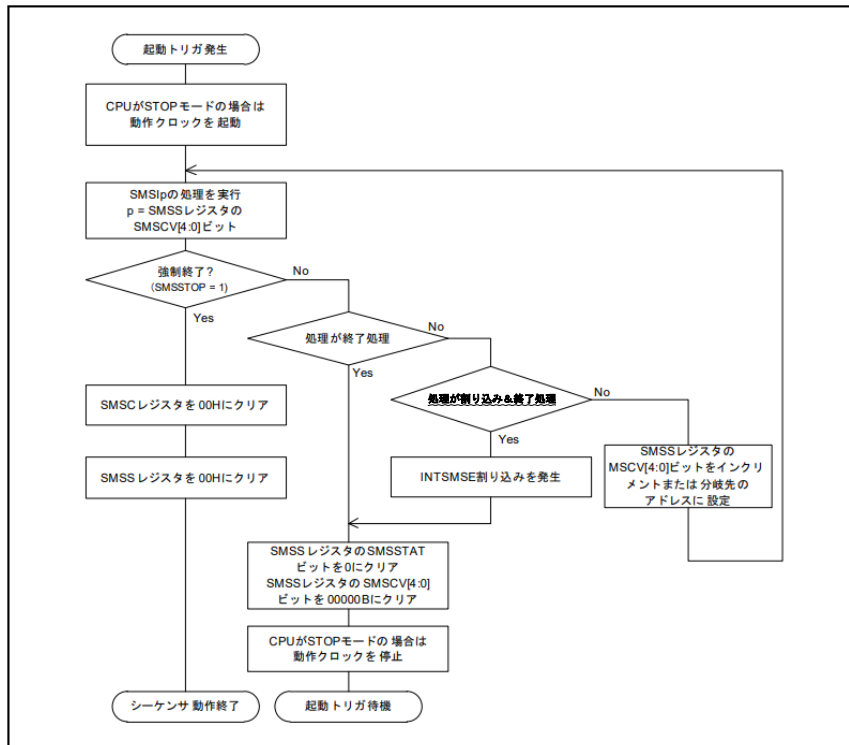 起動トリガ発生
CPUがSTOPモードの場合は
動作クロックを起動
SMSIpの処理を実行
p = SMSSレジスタの
SMSCV[4:0]ビット
強制終了?
(SMSSTOP = 1)
No
Yes
処理が終了処理
No
Yes
処理が割り込み＆終了処理
No
Yes
SMSCレジスタを00Hにクリア
SMSSレジスタを00Hにクリア
INTSMSE割り込みを発生
SMSSレジスタの
MSCV[4:0]ビットをインクリ
メントまたは分岐先の
アドレスに設定
SMSSレジスタのSMSSTAT
ビットを0にクリア
SMSSレジスタのSMSCV[4:0]
ビットを00000Bにクリア
CPUがSTOPモードの場合は
動作クロックを停止
シーケンサ動作終了
起動トリガ待機